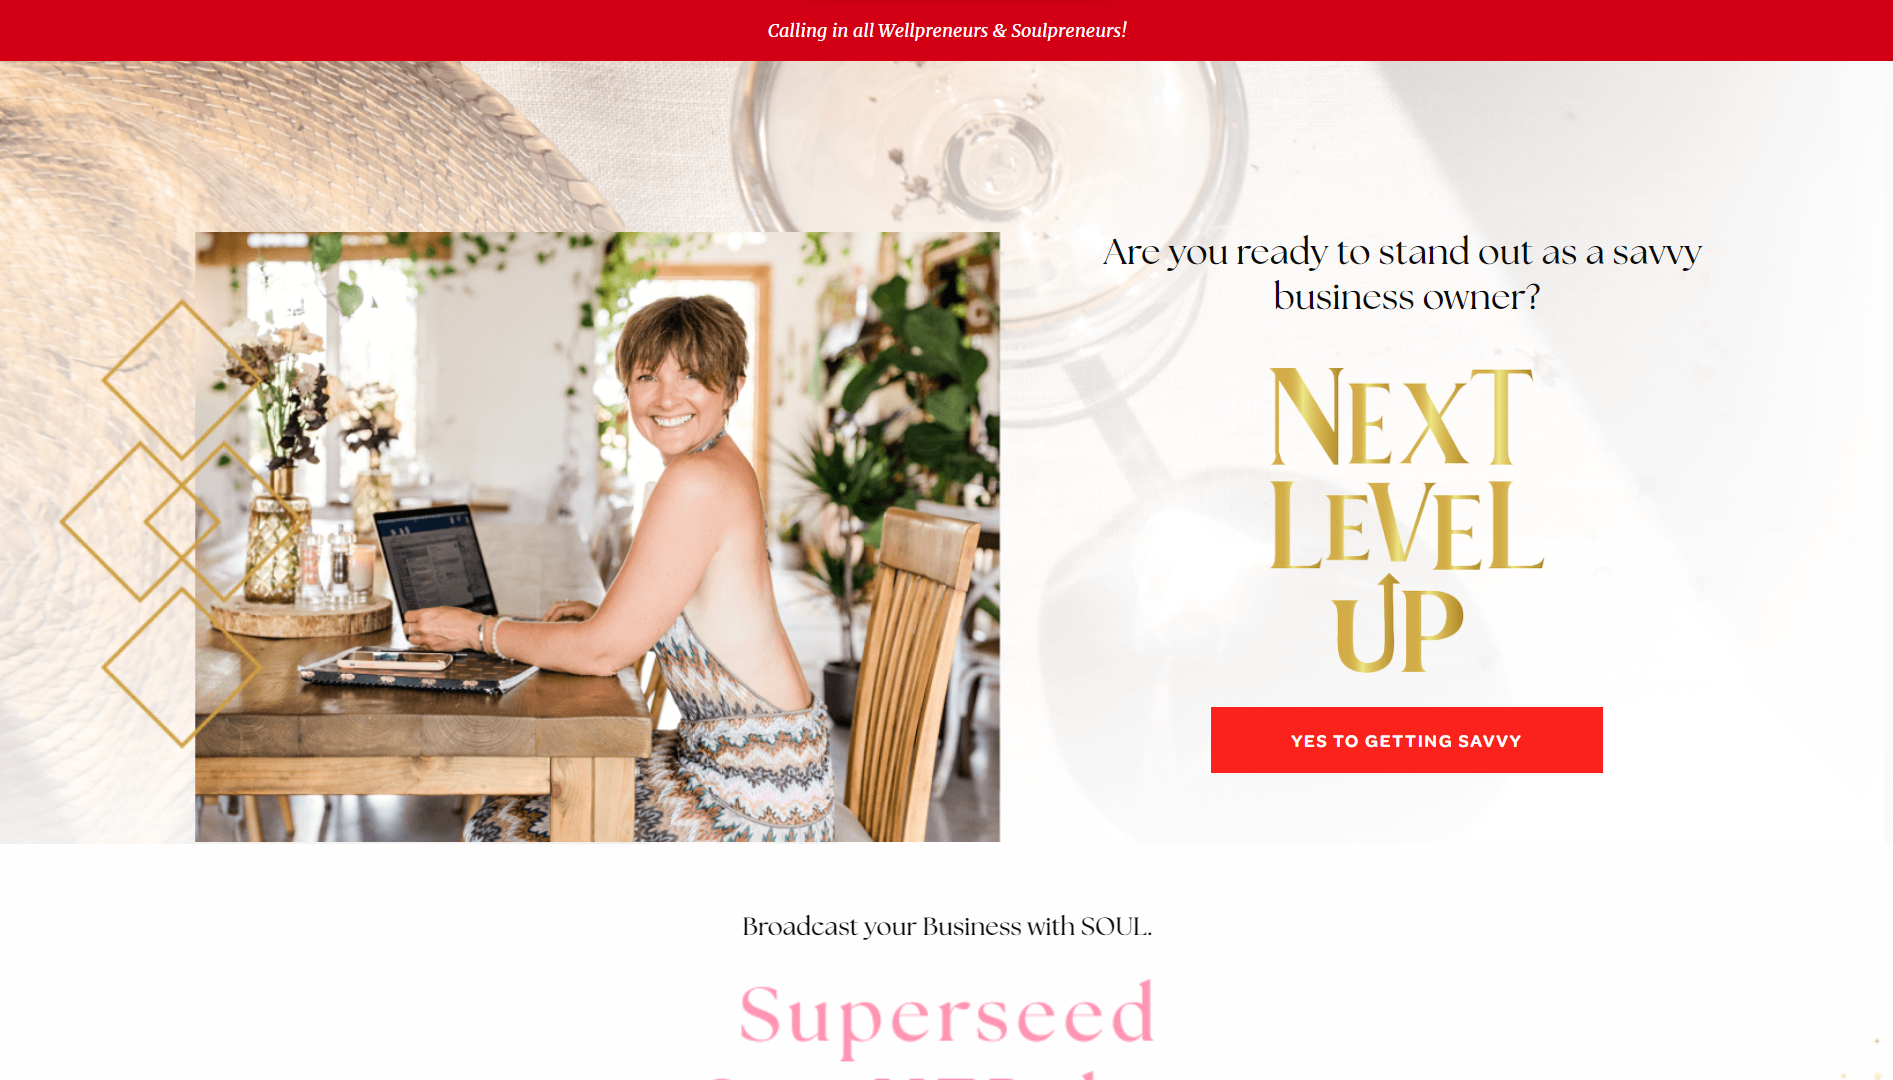 Calling in all Wellpreneurs & Soulpreneurs!
Are you ready to stand out as a savvy
business owner?
NEXT
LEVEL
UP
YES TO GETTING SAVVY
Broadcast your Business with SOUL.
Superseed